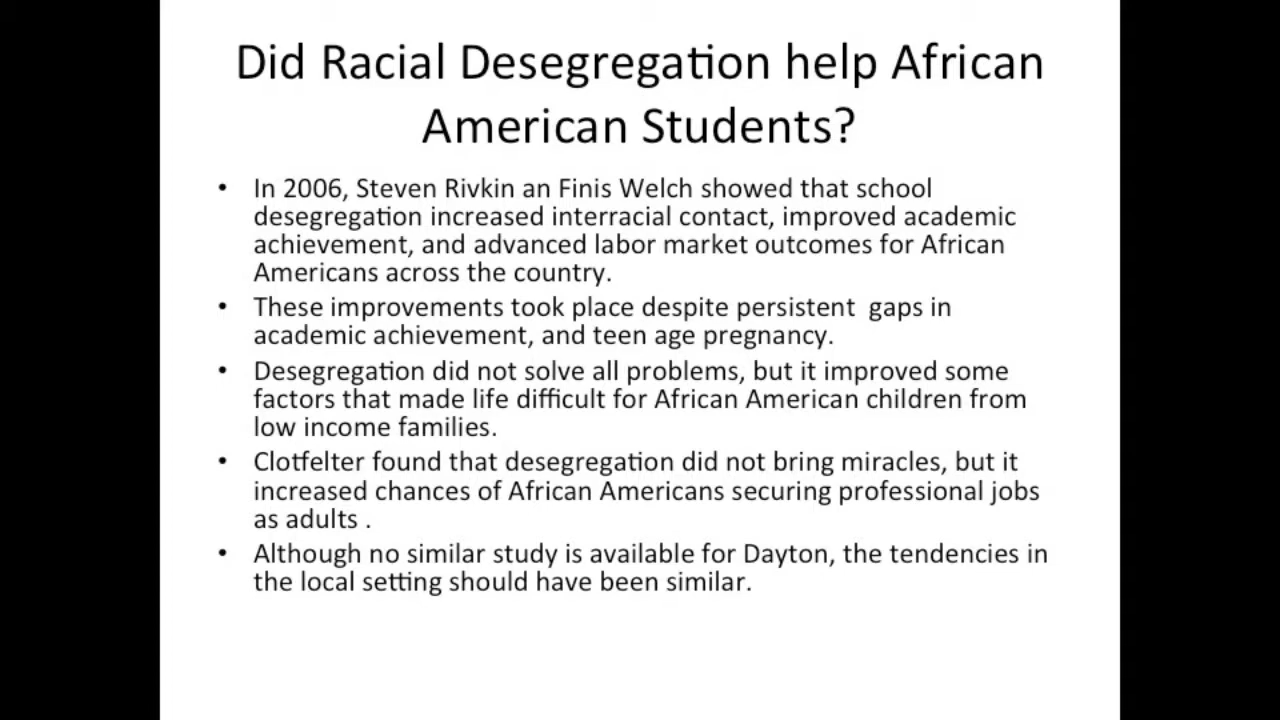 Did Racial Desegregation help African
American Students?
• In 2006, Steven Rivkin an Finis Welch showed that school
desegregation increased interracial contact, improved academic
achievement, and advanced labor market outcomes for African
Americans across the country.
• These improvements took place despite persistent  gaps in
academic achievement, and teen age pregnancy.
• Desegregation did not solve all problems, but it improved some
factors that made life difficult for African American children from
low income families.
• Clotfelter found that desegregation did not bring miracles, but it
increased chances of African Americans securing professional jobs
as adults .
• Although no similar study is available for Dayton, the tendencies in
the local setting should have been similar.